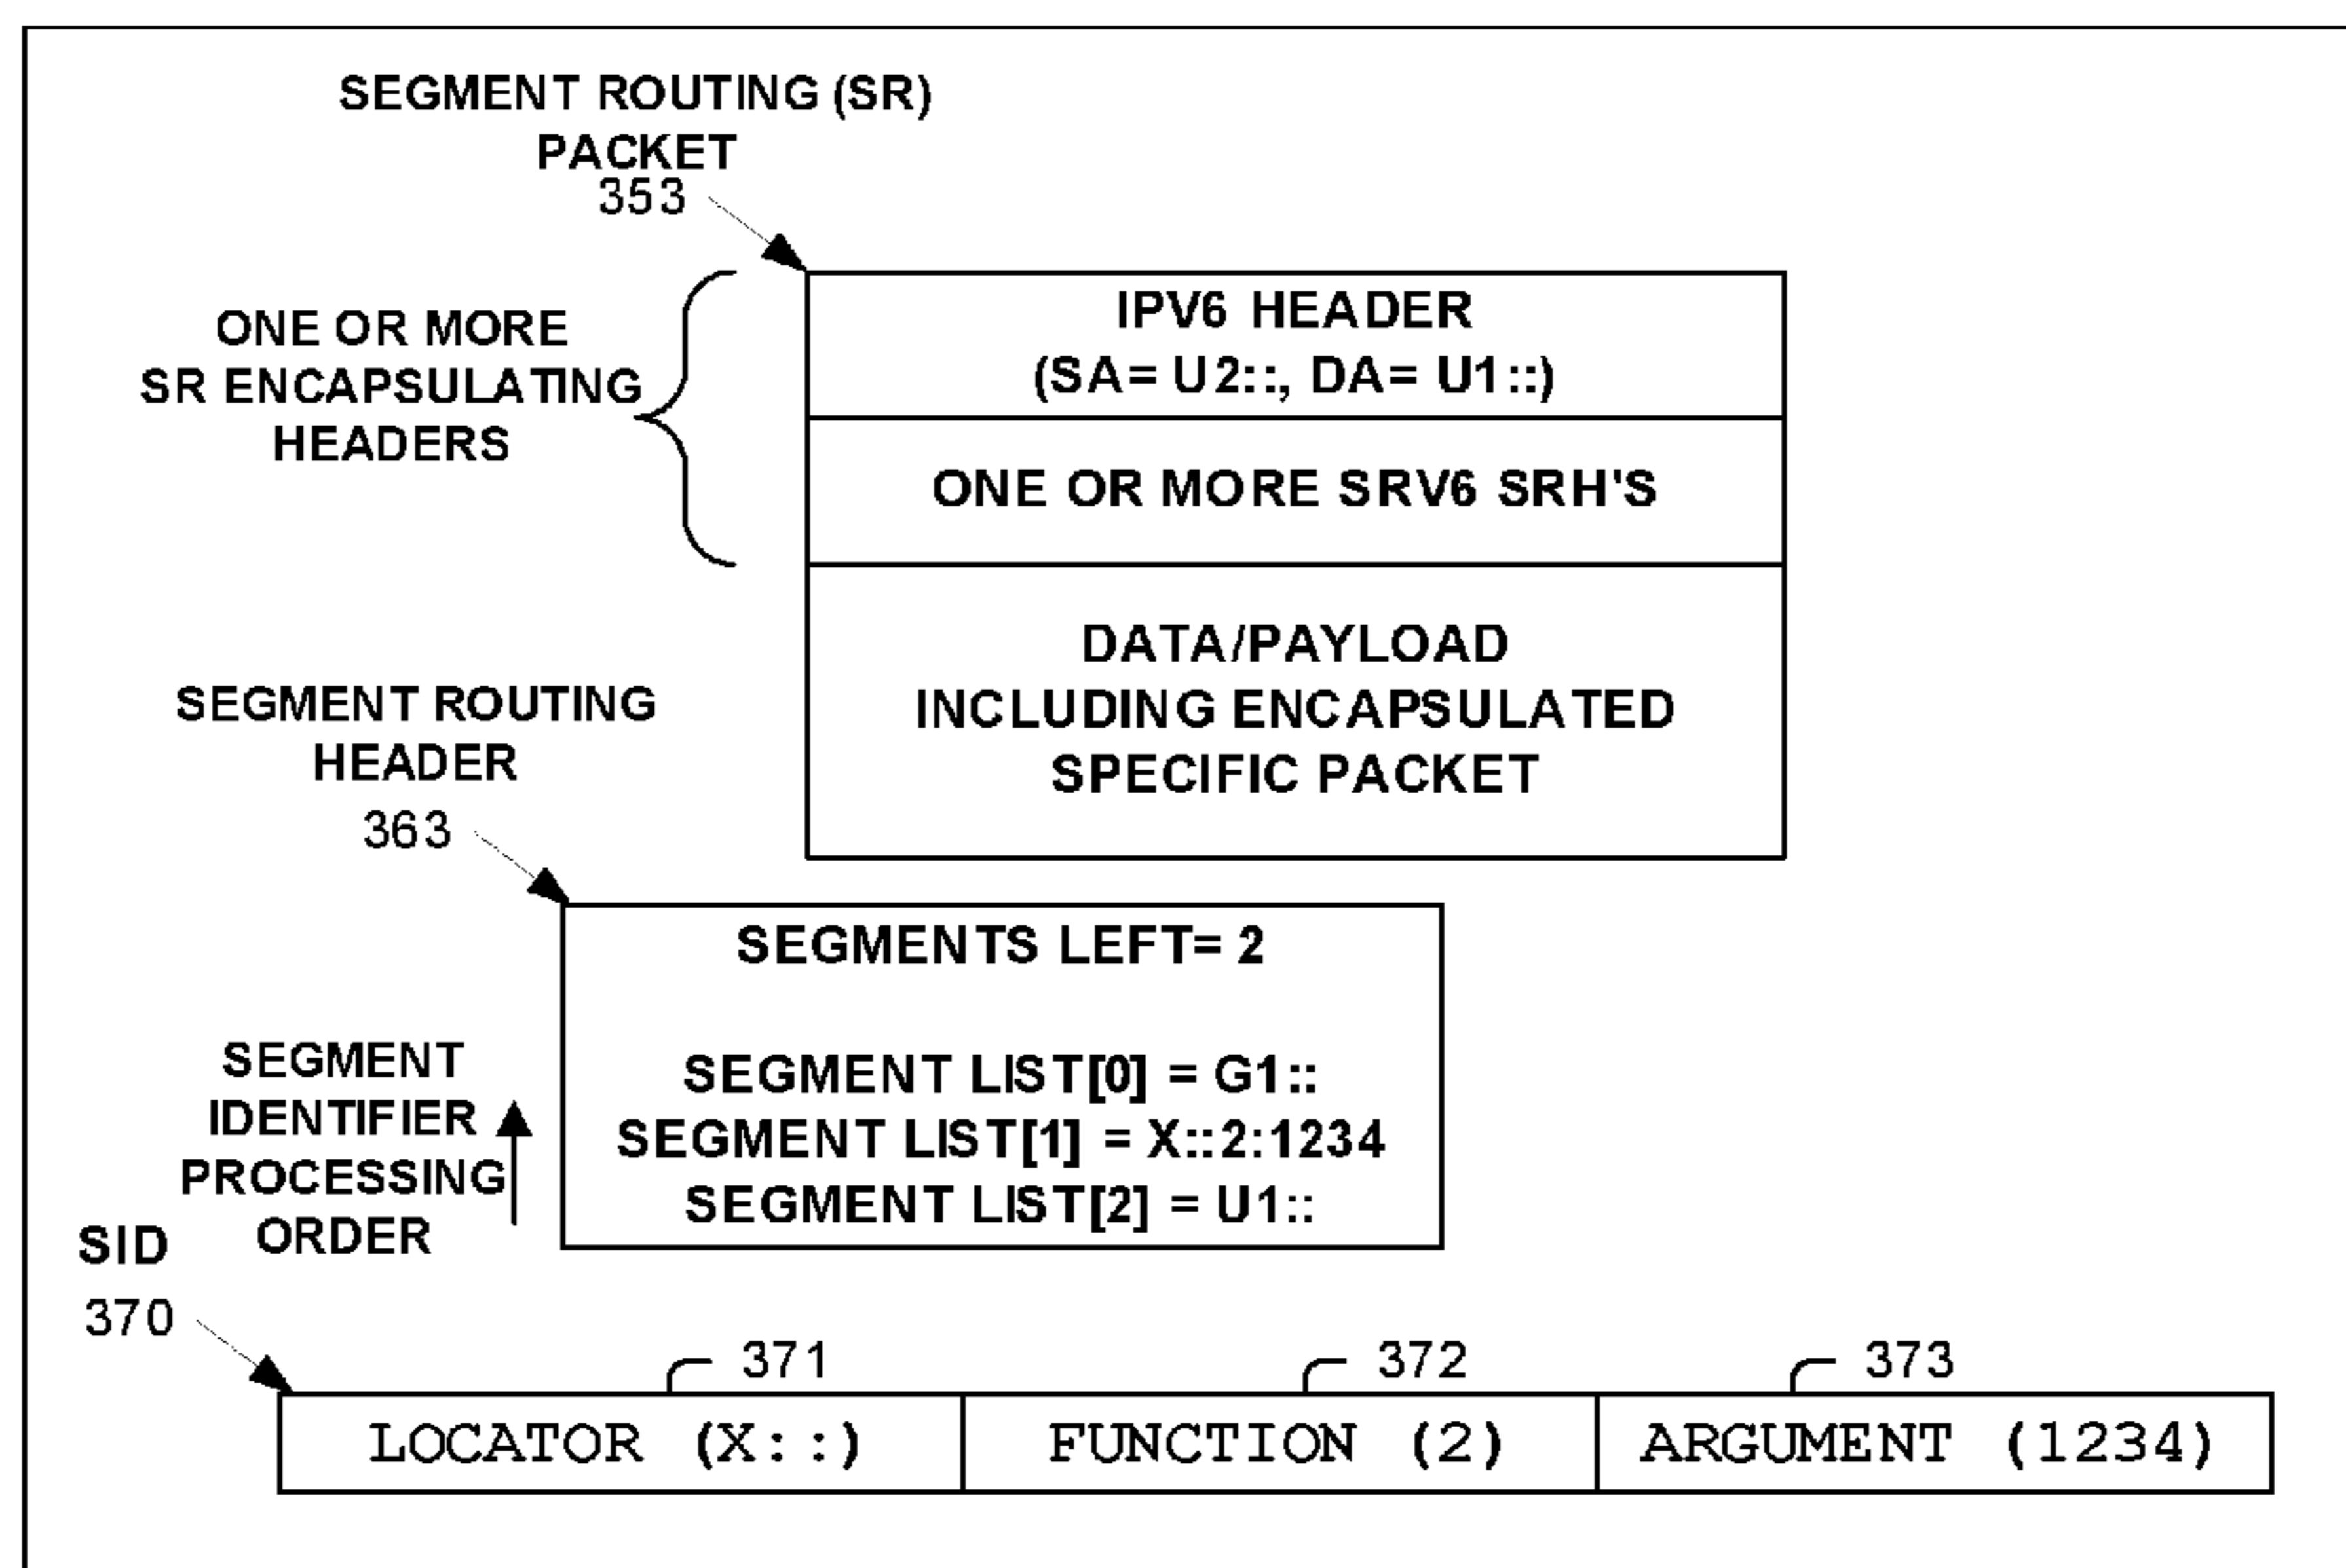 SEGMENT ROUTING (SR)
PACKET
353
IPV6 HEADER
(SA= U2::, DA= U1::)
ONE OR MORE
SR ENCAPSULATING
HEADERS
ONE OR MORE SRV6 SRH'S
DATA/PAYLOAD
INCLUDING ENCAPSULATED
SPECIFIC PACKET
SEGMENT ROUTING
HEADER
363
SEGMENTS LEFT= 2
SEGMENT LIST[0] = G1::
SEGMENT LIST[1] = X::2:1234
SEGMENT LIST[2] = U1::
SEGMENT
IDENTIFIER
PROCESSING
ORDER
SID
370
371
372
373
LOCATOR (X::)
FUNCTION (2)
ARGUMENT (1234)